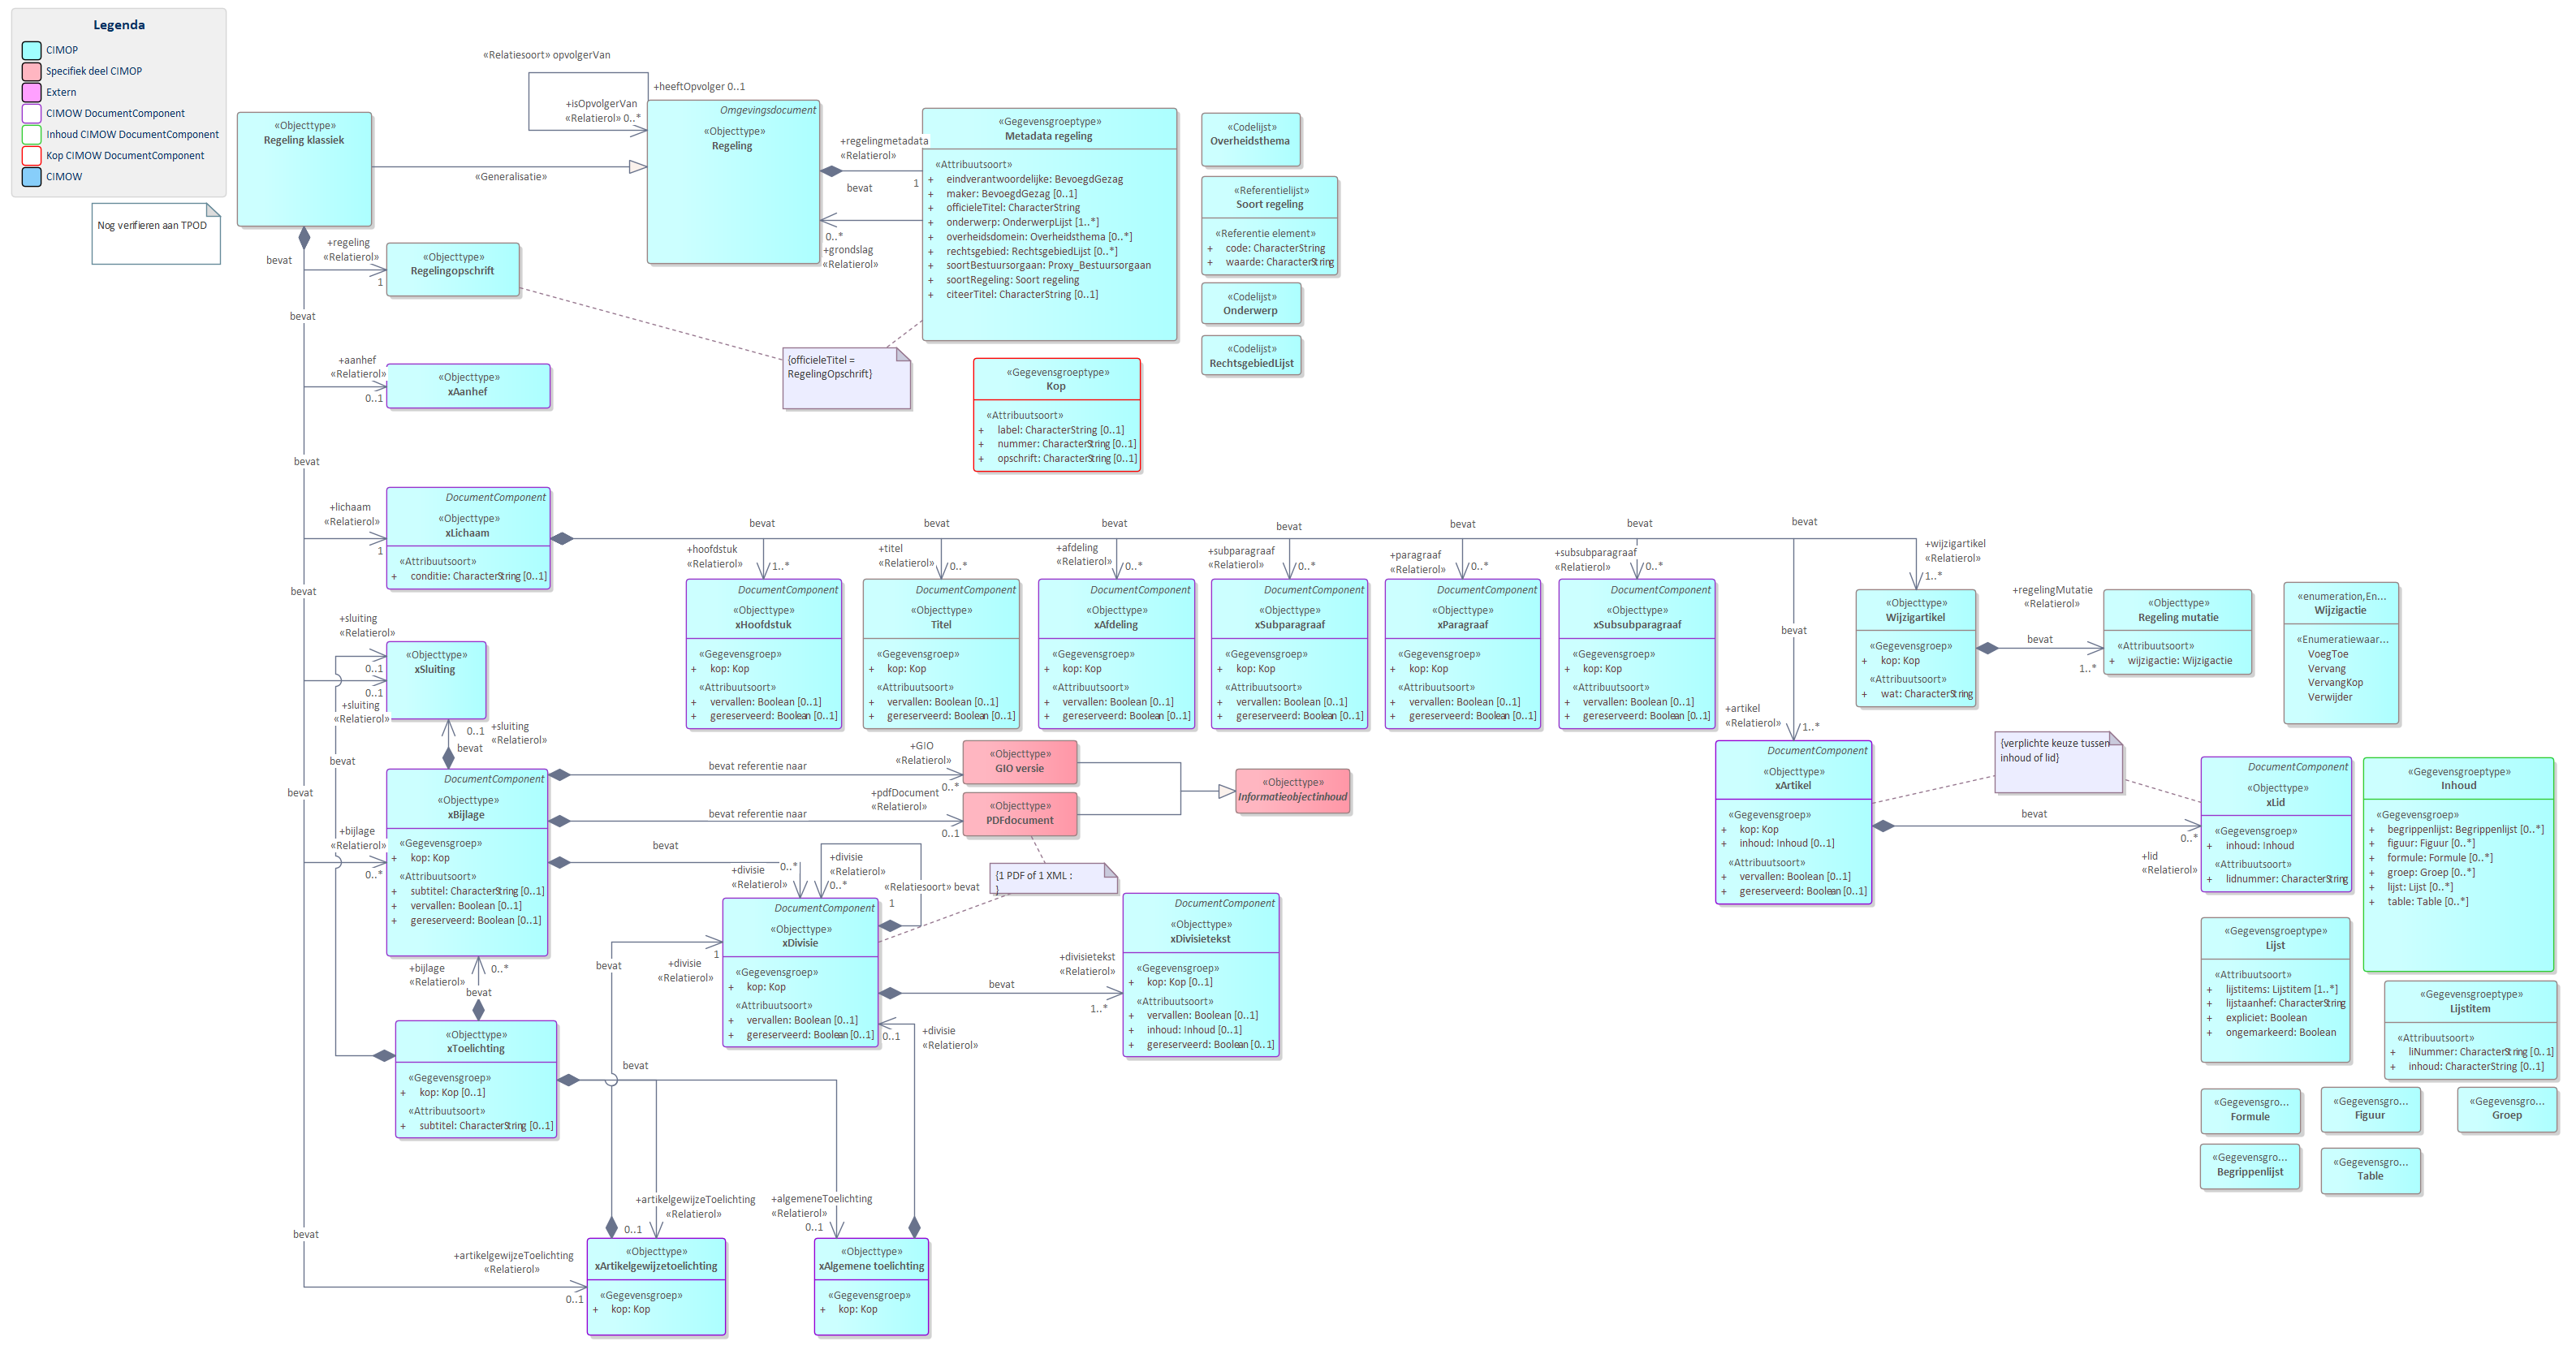 Legenda
CIMOP
Specifiek deel CIMOP
Extern
CIMOW DocumentComponent
Inhoud CIMOW DocumentComponent
Kop CIMOW DocumentComponent
CIMOW
Nog verifieren aan TPOD
«Objecttype»
Regeling klassiek
«Generalisatie»
«Relatiesoort» opvolgerVan
+heeftOpvolger 0..1
+isOpvolgerVan
«Relatierol» 0..*
Omgevingsdocument
«Objecttype»
Regeling
+regelingmetadata
«Relatierol»
bevat
1
0..*
+grondslag
«Relatierol»
«Gegevensgroeptype»
Metadata regeling
«Attribuutsoort»
+ eindverantwoordelijke: BevoegdGezag
+ maker: BevoegdGezag [0..1]
+ officieleTitel: CharacterString
+ onderwerp: OnderwerpLijst [1..*]
+ overheidsdomein: Overheidsthema [0..*]
+ rechtsgebied: RechtsgebiedLijst [0..*]
+ soortBestuursorgaan: Proxy_Bestuursorgaan
+ soortRegeling: Soort regeling
+ citeerTitel: CharacterString [0..1]
«Codelijst»
Overheidsthema
«Referentielijst»
Soort regeling
«Referentie element»
+ code: CharacterString
+ waarde: CharacterString
«Codelijst»
Onderwerp
«Codelijst»
RechtsgebiedLijst
bevat
+regeling
«Relatierol»
1
«Objecttype»
Regelingopschrift
{officieleTitel =
RegelingOpschrift}
«Gegevensgroeptype»
Kop
«Attribuutsoort»
+ label: CharacterString [0..1]
+ nummer: CharacterString [0..1]
+ opschrift: CharacterString [0..1]
bevat
+aanhef
«Relatierol»
0..1
«Objecttype»
xAanhef
bevat
+lichaam
«Relatierol»
1
DocumentComponent
«Objecttype»
xLichaam
«Attribuutsoort»
+ conditie: CharacterString [0..1]
bevat
+hoofdstuk
«Relatierol»
1..*
DocumentComponent
«Objecttype»
xHoofdstuk
«Gegevensgroep»
+ kop: Kop
«Attribuutsoort»
+ vervallen: Boolean [0..1]
+ gereserveerd: Boolean [0..1]
bevat
+titel
«Relatierol»
0..*
DocumentComponent
«Objecttype»
Titel
«Gegevensgroep»
+ kop: Kop
«Attribuutsoort»
+ vervallen: Boolean [0..1]
+ gereserveerd: Boolean [0..1]
bevat
+afdeling
«Relatierol»
0..*
DocumentComponent
«Objecttype»
xAfdeling
«Gegevensgroep»
+ kop: Kop
«Attribuutsoort»
+ vervallen: Boolean [0..1]
+ gereserveerd: Boolean [0..1]
bevat
+subparagraaf
«Relatierol»
0..*
DocumentComponent
«Objecttype»
xSubparagraaf
«Gegevensgroep»
+ kop: Kop
«Attribuutsoort»
+ vervallen: Boolean [0..1]
+ gereserveerd: Boolean [0..1]
bevat
+paragraaf
«Relatierol»
0..*
DocumentComponent
«Objecttype»
xParagraaf
«Gegevensgroep»
+ kop: Kop
«Attribuutsoort»
+ vervallen: Boolean [0..1]
+ gereserveerd: Boolean [0..1]
bevat
+subsubparagraaf
«Relatierol»
0..*
DocumentComponent
«Objecttype»
xSubsubparagraaf
«Gegevensgroep»
+ kop: Kop
«Attribuutsoort»
+ vervallen: Boolean [0..1]
+ gereserveerd: Boolean [0..1]
bevat
bevat
+artikel
«Relatierol»
1..*
+wijzigartikel
«Relatierol»
1..*
«Objecttype»
Wijzigartikel
«Gegevensgroep»
+ kop: Kop
«Attribuutsoort»
+ wat: CharacterString
+regelingMutatie
«Relatierol»
bevat
1..*
«Objecttype»
Regeling mutatie
«Attribuutsoort»
+ wijzigactie: Wijzigactie
«enumeration,En...
Wijzigactie
«Enumeratiewaar...
VoegToe
Vervang
VervangKop
Verwijder
DocumentComponent
«Objecttype»
xArtikel
«Gegevensgroep»
+ kop: Kop
+ inhoud: Inhoud [0..1]
«Attribuutsoort»
+ vervallen: Boolean [0..1]
+ gereserveerd: Boolean [0..1]
{verplichte keuze tussen
inhoud of lid}
bevat
0..*
+lid
«Relatierol»
DocumentComponent
«Objecttype»
xLid
«Gegevensgroep»
+ inhoud: Inhoud
«Attribuutsoort»
+ lidnummer: CharacterString
«Gegevensgroeptype»
Inhoud
«Gegevensgroep»
+ begrippenlijst: Begrippenlijst [0..*]
+ figuur: Figuur [0..*]
+ formule: Formule [0..*]
+ groep: Groep [0..*]
+ lijst: Lijst [0..*]
+ table: Table [0..*]
«Gegevensgroeptype»
Lijst
«Attribuutsoort»
+ lijstitems: Lijstitem [1..*]
+ lijstaanhef: CharacterString
+ expliciet: Boolean
+ ongemarkeerd: Boolean
«Gegevensgroeptype»
Lijstitem
«Attribuutsoort»
+ liNummer: CharacterString [0..1]
+ inhoud: CharacterString [0..1]
«Gegevensgro...
Formule
«Gegevensgro...
Figuur
«Gegevensgro...
Groep
«Gegevensgro...
Begrippenlijst
«Gegevensgro...
Table
bevat
+sluiting
«Relatierol»
0..1
0..1
+sluiting
«Relatierol»
«Objecttype»
xSluiting
0..1
+sluiting
«Relatierol»
bevat
bevat
bevat
+bijlage
«Relatierol»
0..*
DocumentComponent
«Objecttype»
xBijlage
«Gegevensgroep»
+ kop: Kop
«Attribuutsoort»
+ subtitel: CharacterString [0..1]
+ vervallen: Boolean [0..1]
+ gereserveerd: Boolean [0..1]
bevat referentie naar
+GIO
«Relatierol»
0..*
«Objecttype»
GIO versie
bevat referentie naar
+pdfDocument
«Relatierol»
0..1
«Objecttype»
PDFdocument
«Objecttype»
Informatieobjectinhoud
{1 PDF of 1 XML :
}
bevat
0..*
+divisie
«Relatierol»
+divisie
«Relatierol»
0..*
«Relatiesoort» bevat
1
DocumentComponent
«Objecttype»
xDivisie
«Gegevensgroep»
+ kop: Kop
«Attribuutsoort»
+ vervallen: Boolean [0..1]
+ gereserveerd: Boolean [0..1]
bevat
+divisie
«Relatierol»
1
bevat
+divisietekst
«Relatierol»
1..*
DocumentComponent
«Objecttype»
xDivisietekst
«Gegevensgroep»
+ kop: Kop [0..1]
«Attribuutsoort»
+ vervallen: Boolean [0..1]
+ inhoud: Inhoud [0..1]
+ gereserveerd: Boolean [0..1]
0..1
+divisie
«Relatierol»
+bijlage
«Relatierol»
0..*
bevat
«Objecttype»
xToelichting
«Gegevensgroep»
+ kop: Kop [0..1]
«Attribuutsoort»
+ subtitel: CharacterString [0..1]
bevat
+artikelgewijzeToelichting
«Relatierol»
0..1
+algemeneToelichting
«Relatierol»
0..1
bevat
+artikelgewijzeToelichting
«Relatierol»
0..1
«Objecttype»
xArtikelgewijzetoelichting
«Gegevensgroep»
+ kop: Kop
«Objecttype»
xAlgemene toelichting
«Gegevensgroep»
+ kop: Kop